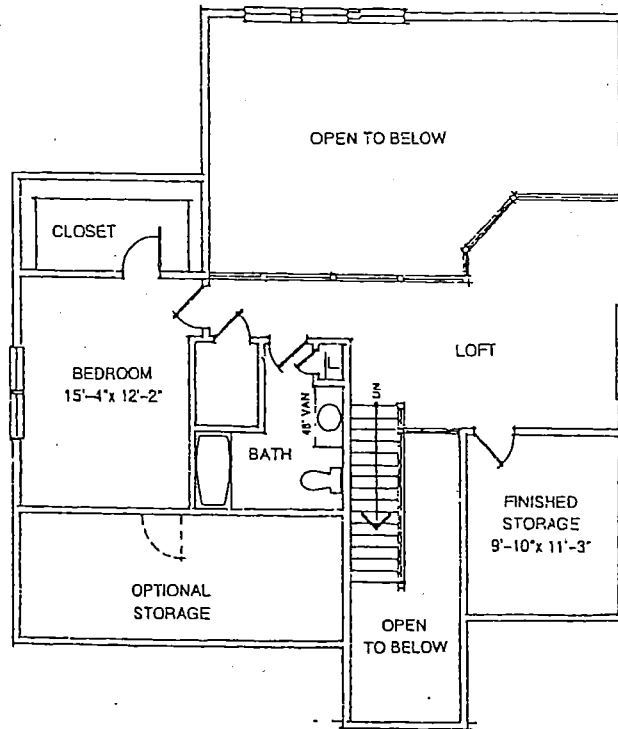 OPEN TO BELOW
CLOSET
LOFT
BEDROOM
15'-4"x 12'-2"
L
48" VAN
DN
BATH
FINISHED
STORAGE
9'-10"x 11'-3"
OPTIONAL
STORAGE
OPEN
TO BELOW